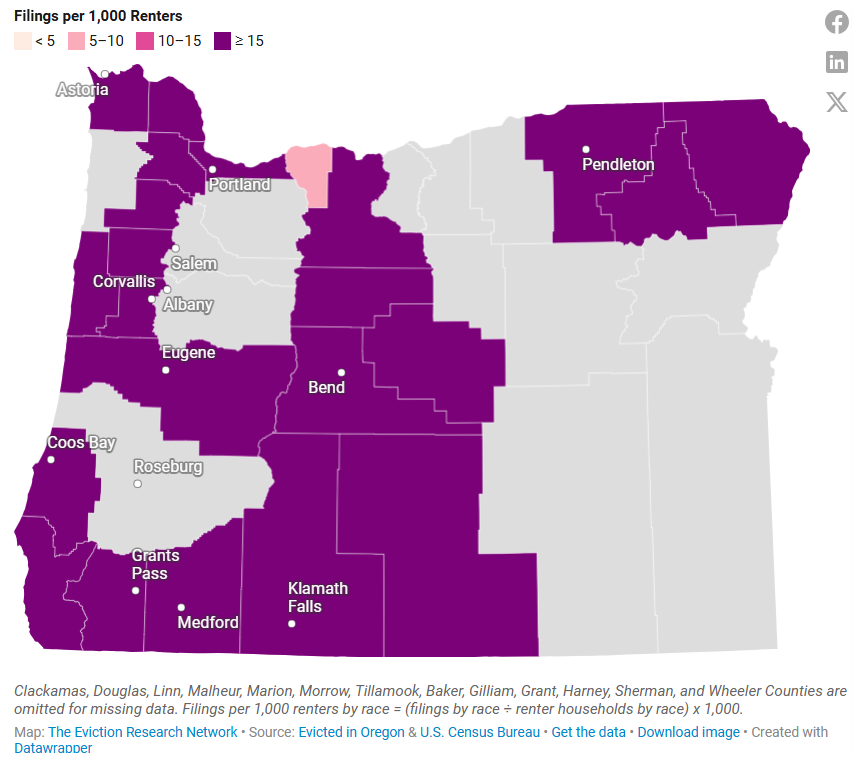 Filings per 1,000 Renters
< 5 5–10 10–15 ≥ 15
Astoria
Portland
Pendleton
Salem
Corvallis
Albany
Eugene
Bend
Coos Bay
Roseburg
Grants
Pass
Klamath
Falls
Medford
Clackamas, Douglas, Linn, Malheur, Marion, Morrow, Tillamook, Baker, Gilliam, Grant, Harney, Sherman, and Wheeler Counties are
omitted for missing data. Filings per 1,000 renters by race = (filings by race ÷ renter households by race) x 1,000.
Map: The Eviction Research Network • Source: Evicted in Oregon & U.S. Census Bureau • Get the data • Download image • Created with
Datawrapper